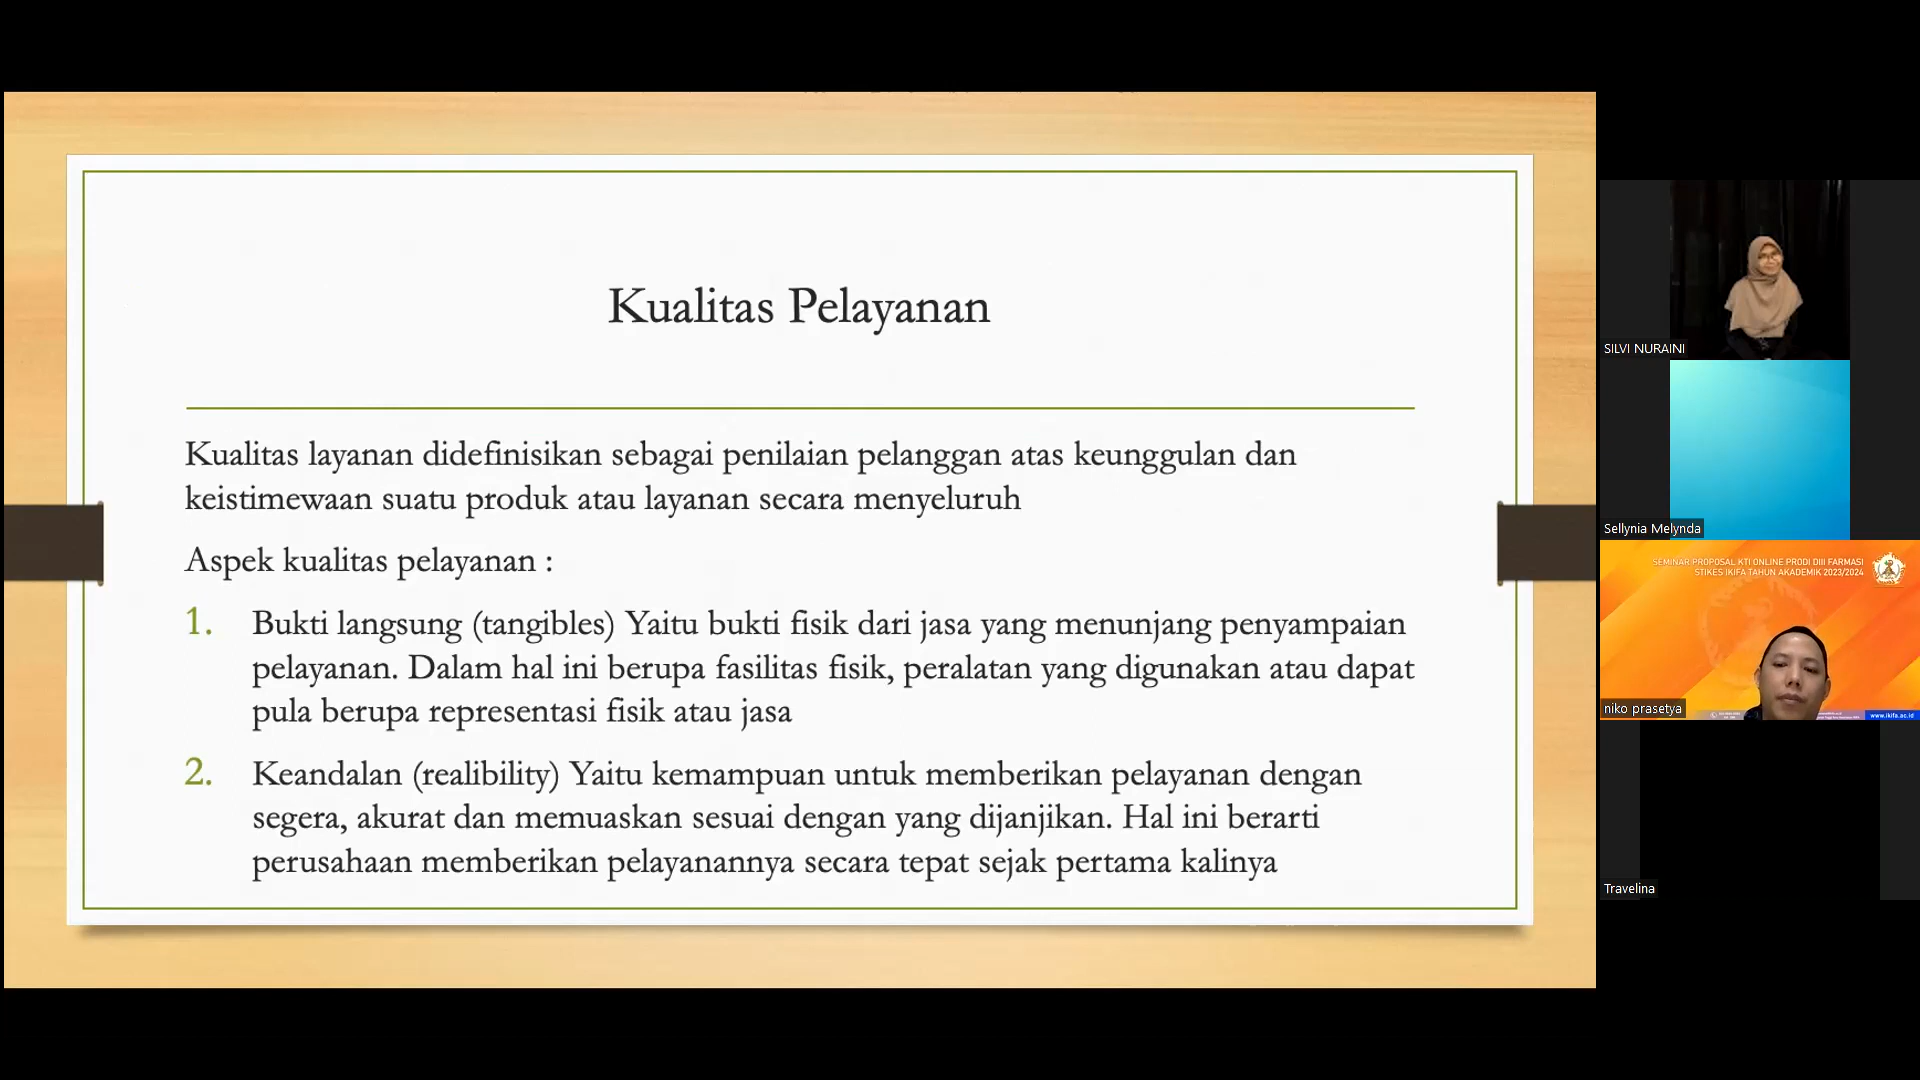 Kualitas Pelayanan
Kualitas layanan didefinisikan sebagai penilaian pelanggan atas keunggulan dan
keistimewaan suatu produk atau layanan secara menyeluruh
Aspek kualitas pelayanan :
1. Bukti langsung (tangibles) Yaitu bukti fisik dari jasa yang menunjang penyampaian
pelayanan. Dalam hal ini berupa fasilitas fisik, peralatan yang digunakan atau dapat
pula berupa representasi fisik atau jasa
2. Keandalan (realibility) Yaitu kemampuan untuk memberikan pelayanan dengan
segera, akurat dan memuaskan sesuai dengan yang dijanjikan. Hal ini berarti
perusahaan memberikan pelayanannya secara tepat sejak pertama kalinya
SILVI NURAINI
Sellynia Melynda
SEMINAR PROPOSAL KTI ONLINE PRODI DIII FARMASI
STIKES IKIFA TAHUN AKADEMIK 2023/2024
niko prasetya
www.ikifa.ac.id
Travelina